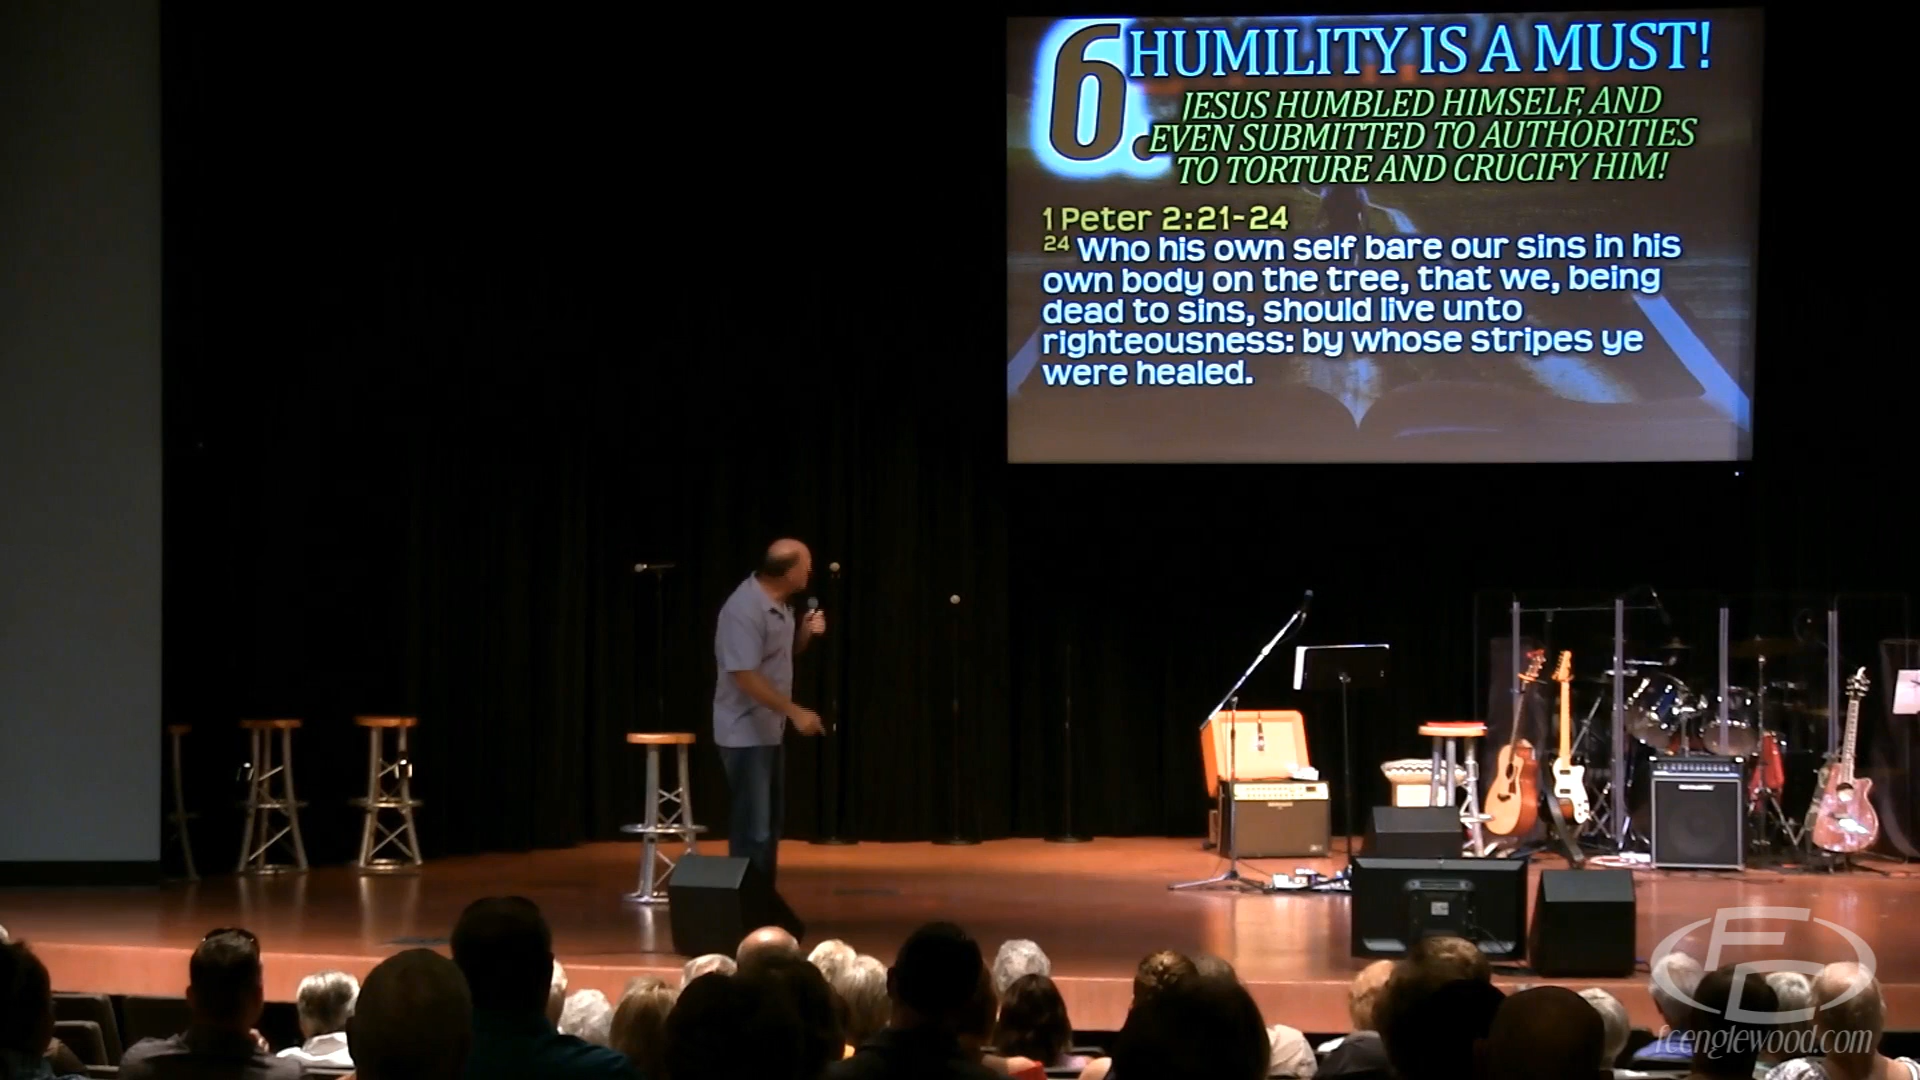 6. HUMILITY IS A MUST!
JESUS HUMBLED HIMSELF, AND
EVEN SUBMITTED TO AUTHORITIES
TO TORTURE AND CRUCIFY HIM!
1 Peter 2:21-24
24 Who his own self bare our sins in his
own body on the tree, that we, being
dead to sins, should live unto
righteousness: by whose stripes ye
were healed.
FC
fcenglewood.com